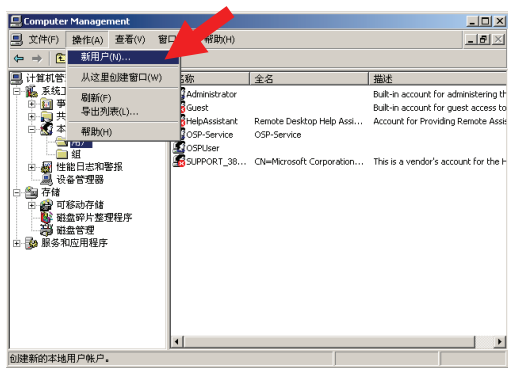 Computer Management
文件(F) 操作(A) 查看(V) 窗口 帮助(H)
新用户(N)...
从这里创建窗口(W)
刷新(F)
导出列表(L)...
帮助(H)
计算机管
系统工
事
共
本
用户
组
性能日志和警报
设备管理器
存储
可移动存储
磁盘碎片整理程序
磁盘管理
服务和应用程序
名称 全名 描述
Administrator Built-in account for administering th
Guest Built-in account for guest access to
HelpAssistant Remote Desktop Help Assi... Account for Providing Remote Assis
OSP-Service OSP-Service
OSPUser
SUPPORT_38... CN=Microsoft Corporation... This is a vendor's account for the H
创建新的本地用户帐户。